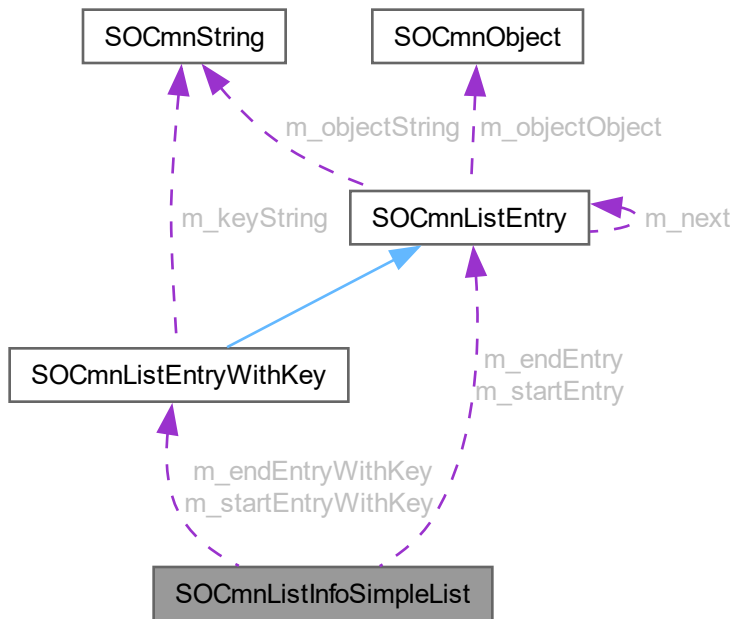 SOCmnString
SOCmnObject
m_objectString
m_objectObject
SOCmnListEntry
m_keyString
m_next
SOCmnListEntryWithKey
m_endEntry
m_startEntry
m_endEntryWithKey
m_startEntryWithKey
SOCmnListInfoSimpleList